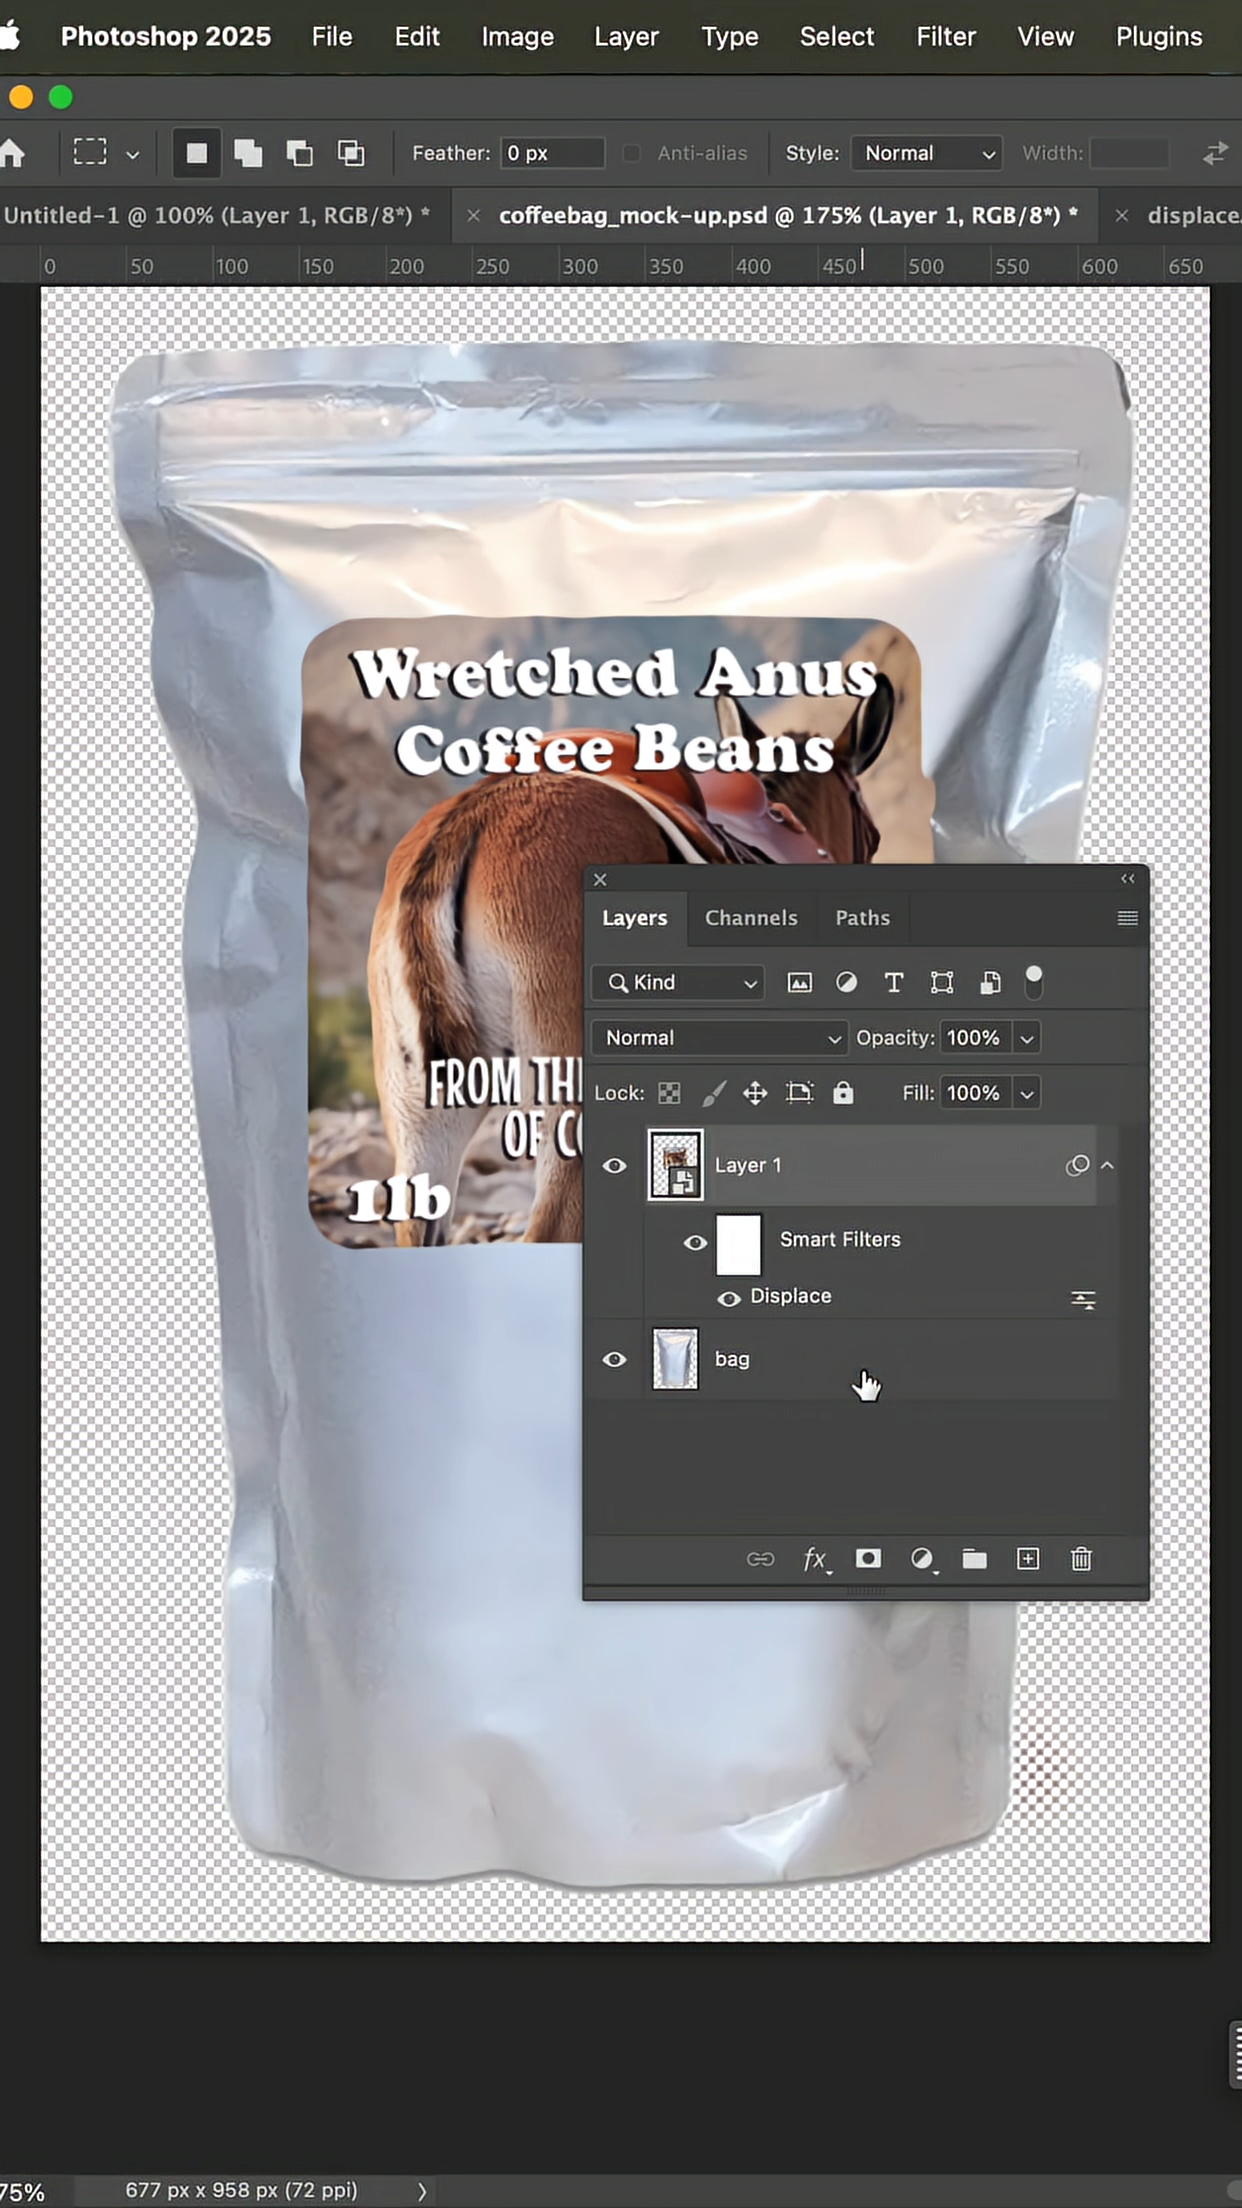 Photoshop 2025 File Edit Image Layer Type Select Filter View Plugins
Feather: 0 px Anti-alias Style: Normal Width:
Untitled-1 @ 100% (Layer 1, RGB/8*) * × coffeebag_mock-up.psd @ 175% (Layer 1, RGB/8*) * × displace.
0 50 100 150 200 250 300 350 400 450 500 550 600 650
Wretched Anus
Coffee Beans
FROM TH
OF CO
1lb
Layers Channels Paths
Kind
Normal Opacity: 100%
Lock: Fill: 100%
Layer 1
Smart Filters
Displace
bag
fx
75% 677 px x 958 px (72 ppi)